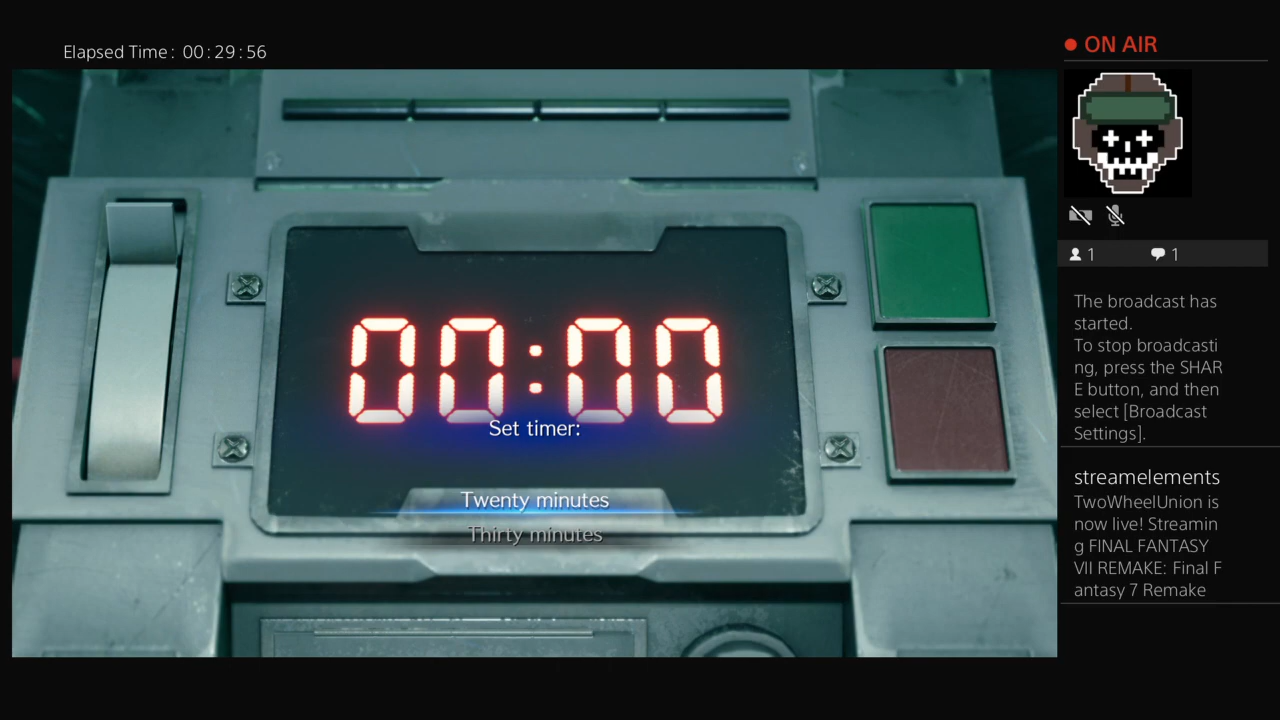 Elapsed Time: 00:29:56
ON AIR
1 1
00:00
Set timer:
Twenty minutes
Thirty minutes
The broadcast has
started.
To stop broadcasti
ng, press the SHAR
E button, and then
select [Broadcast
Settings].
streamelements
TwoWheelUnion is
now live! Streamin
g FINAL FANTASY
VII REMAKE: Final F
antasy 7 Remake